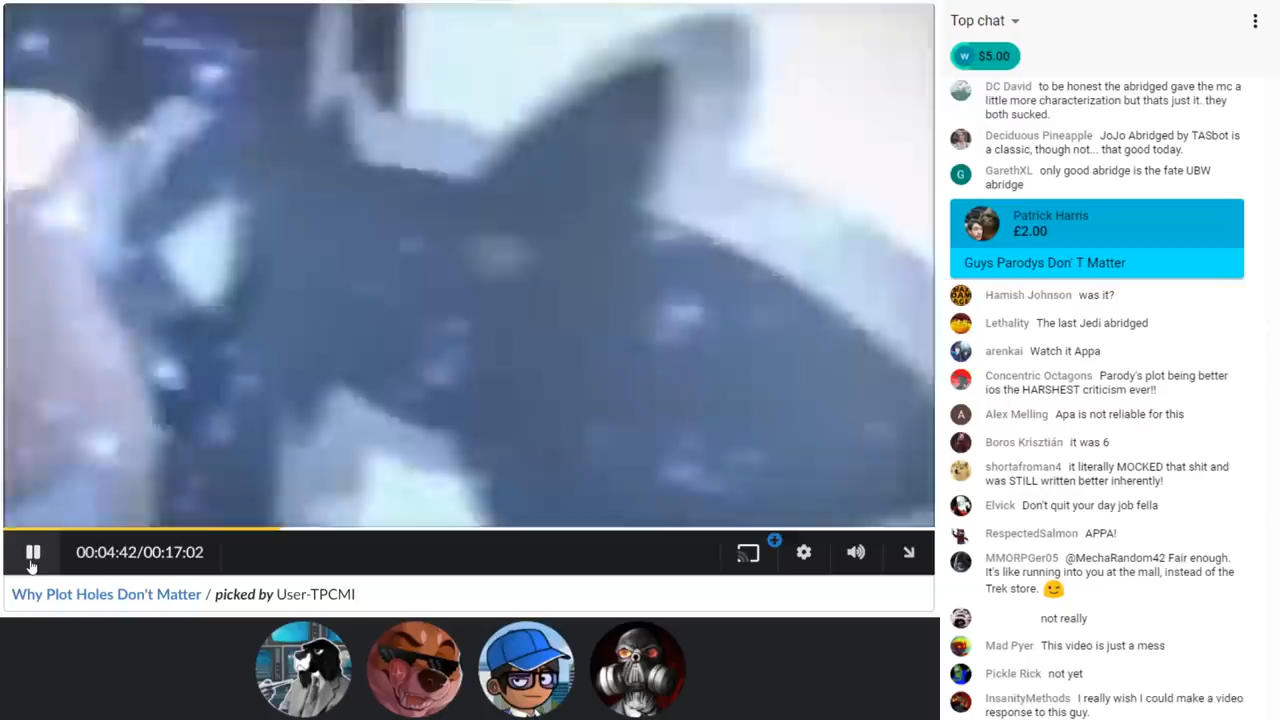 Top chat
W $5.00
DC David to be honest the abridged gave the mc a
little more characterization but thats just it. they
both sucked.
Deciduous Pineapple JoJo Abridged by TASbot is
a classic, though not... that good today.
G GarethXL only good abridge is the fate UBW
abridge
Patrick Harris
£2.00
Guys Parodys Don' T Matter
Hamish Johnson was it?
Lethality The last Jedi abridged
arenkai Watch it Appa
Concentric Octagons Parody's plot being better
ios the HARSHEST criticism ever!!
A Alex Melling Apa is not reliable for this
Boros Krisztián it was 6
shortafroman4 it literally MOCKED that shit and
was STILL written better inherently!
Elvick Don't quit your day job fella
RespectedSalmon APPA!
MMORPGer05 @MechaRandom42 Fair enough.
It's like running into you at the mall, instead of the
Trek store. 😉
not really
Mad Pyer This video is just a mess
Pickle Rick not yet
InsanityMethods I really wish I could make a video
response to this guy.
00:04:42/00:17:02
Why Plot Holes Don't Matter / picked by User-TPCMI